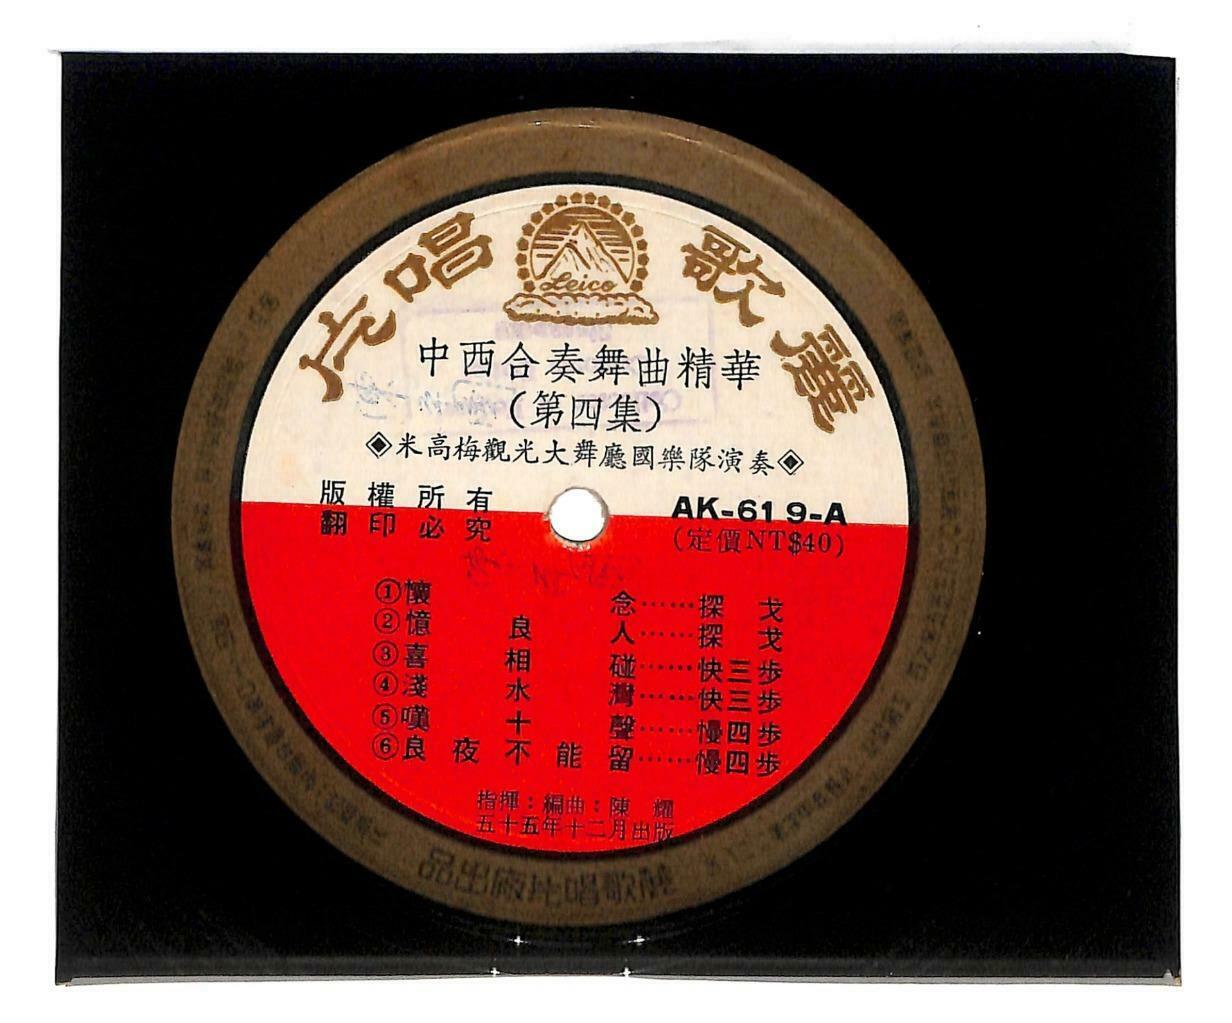 麗歌唱片
Leico
中西合奏舞曲精華
(第四集)
◈米高梅觀光大舞廳國樂隊演奏◈
版權所有
翻印必究
AK-619-A
(定價NT$40)
①懷念……探戈
②憶良人……探戈
③喜相碰……快三步
④淺水灣……快三步
⑤嘆十聲……慢四步
⑥良夜不能留……慢四步
指揮：編曲：陳耀
五十五年十二月出版
麗歌唱片廠出品